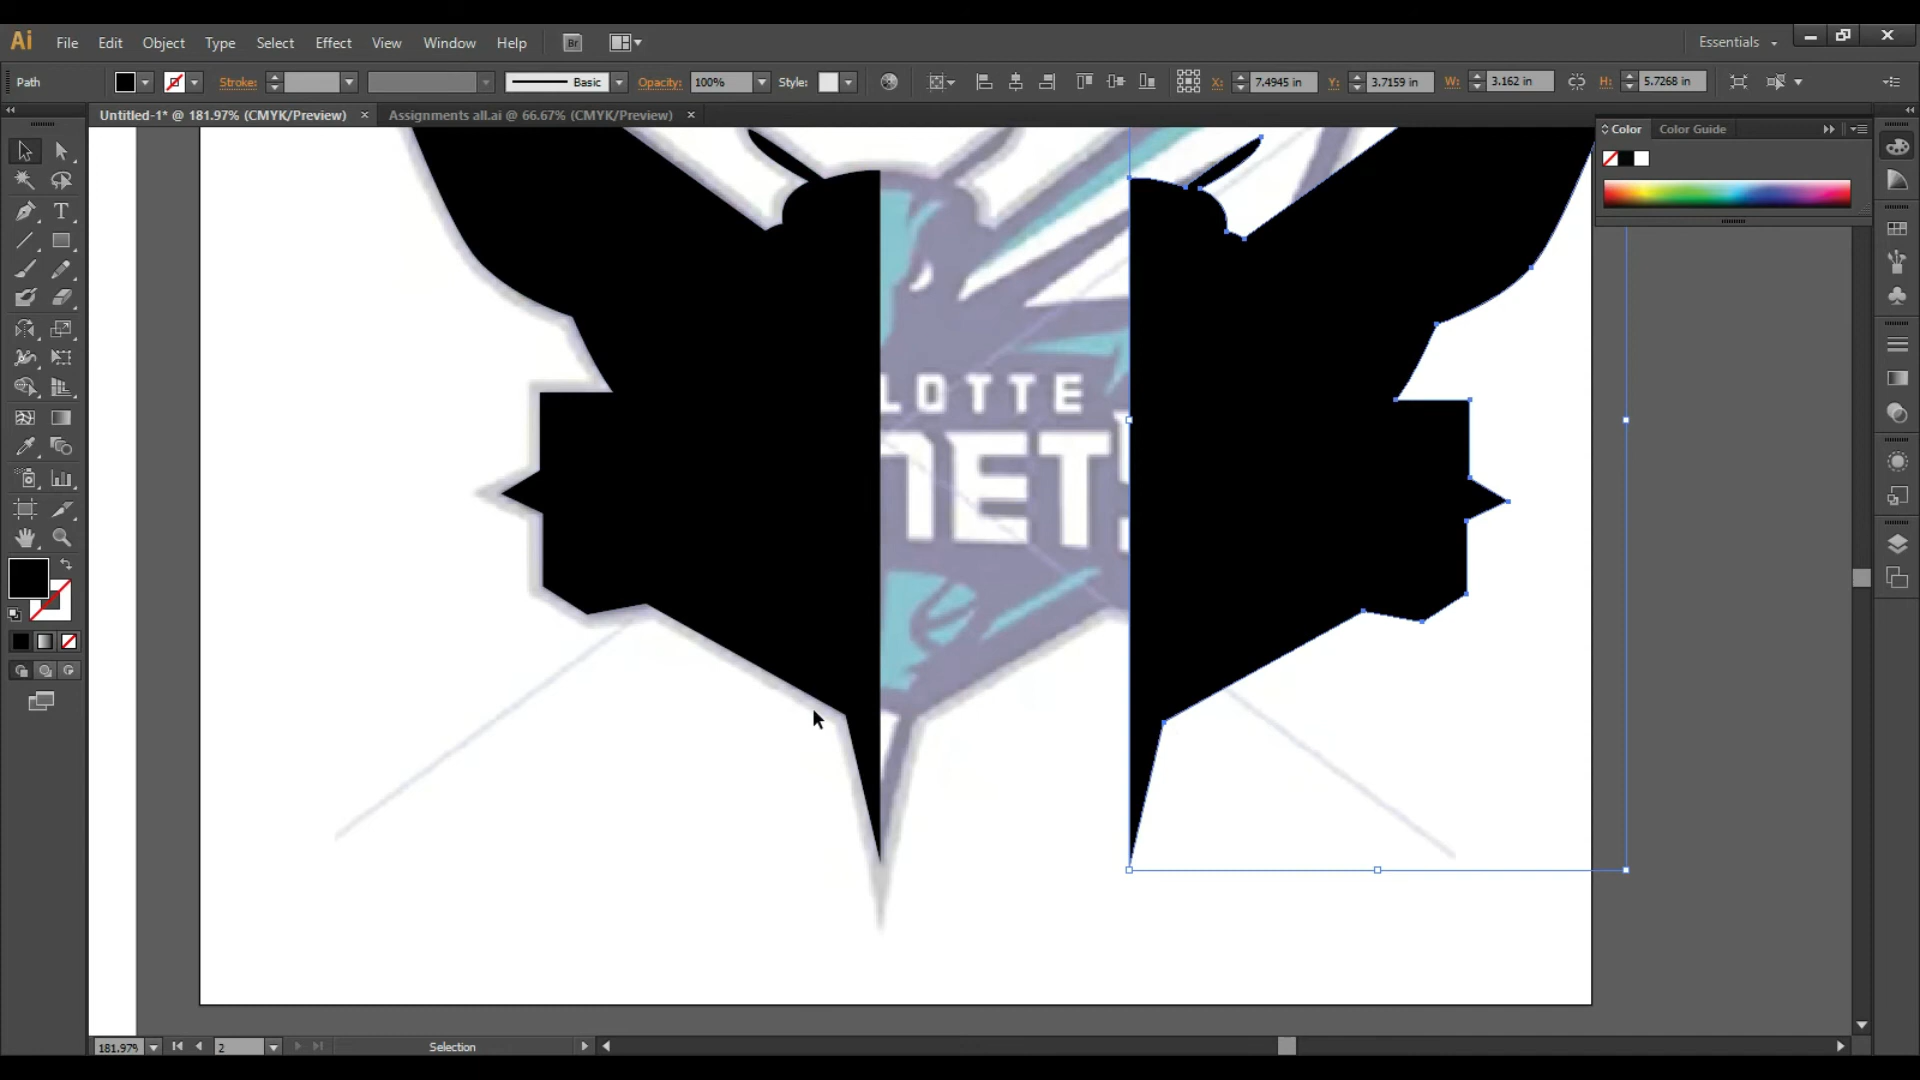 Ai File Edit Object Type Select Effect View Window Help Br Essentials
Path Stroke: Basic Opacity: 100% Style: X: 7.4945 in Y: 3.7159 in W: 3.162 in H: 5.7268 in
Untitled-1* @ 181.97% (CMYK/Preview) Assignments all.ai @ 66.67% (CMYK/Preview)
Color Color Guide
LOTTE
NETS
181.97% 2 Selection